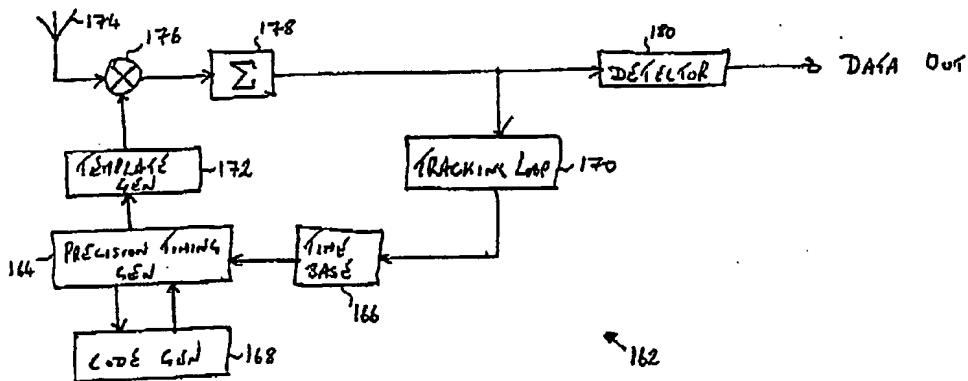 174
176
178
Σ
180
DETECTOR
DATA OUT
TEMPLATE
GEN
172
TRACKING LOOP
170
164
PRECISION TIMING
GEN
TIME
BASE
166
CODE GEN
168
162